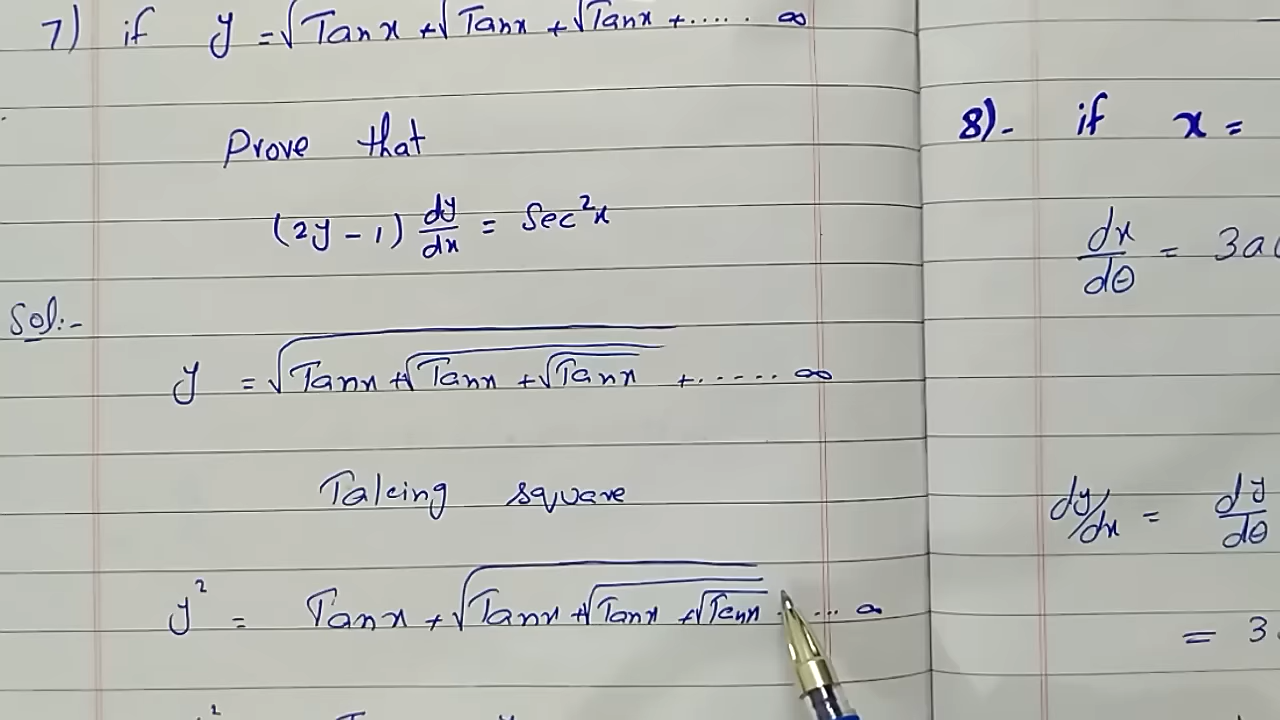 7) if y = √Tanx + √Tanx + √Tanx + ..... ∞
Prove that
(2y - 1) dy/dx = Sec²x
Sol:-
y = √(Tanx + √(Tanx + √Tanx)) + ...... ∞
Taking square
y² = Tanx + √(Tanx + √(Tanx + √Tanx)) .... ∞
8)- if x =
dx/dθ = 3a
dy/dx = dy/dθ
= 3